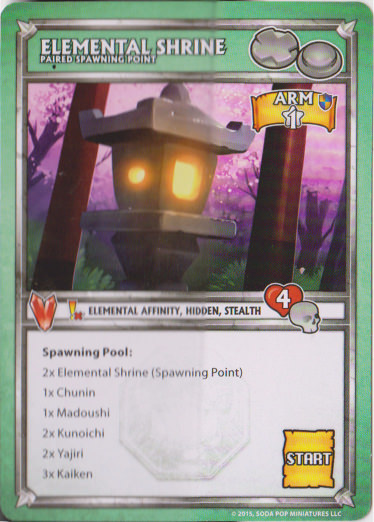 ELEMENTAL SHRINE
PAIRED SPAWNING POINT
ARM
1
ELEMENTAL AFFINITY, HIDDEN, STEALTH
4
Spawning Pool:
2x Elemental Shrine (Spawning Point)
1x Chunin
1x Madoushi
2x Kunoichi
2x Yajiri
3x Kaiken
START
© 2015, SODA POP MINIATURES LLC